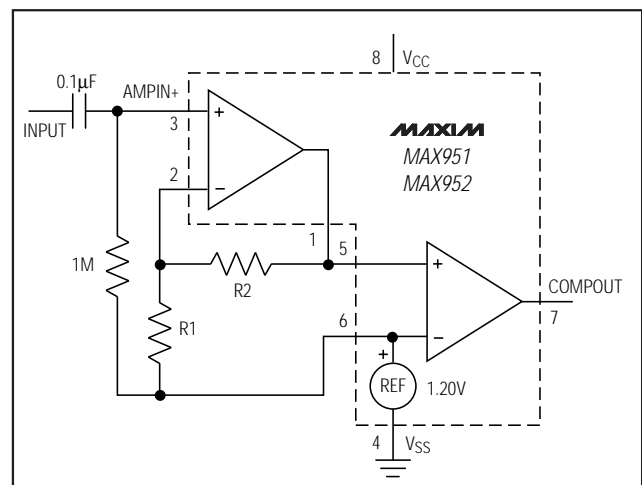 8 VCC
0.1μF
AMPIN+
+
3
INPUT
MAXIM
MAX951
MAX952
2
−
1
5
+
1M
R2
COMPOUT
7
R1
6
−
+
REF
1.20V
4 VSS